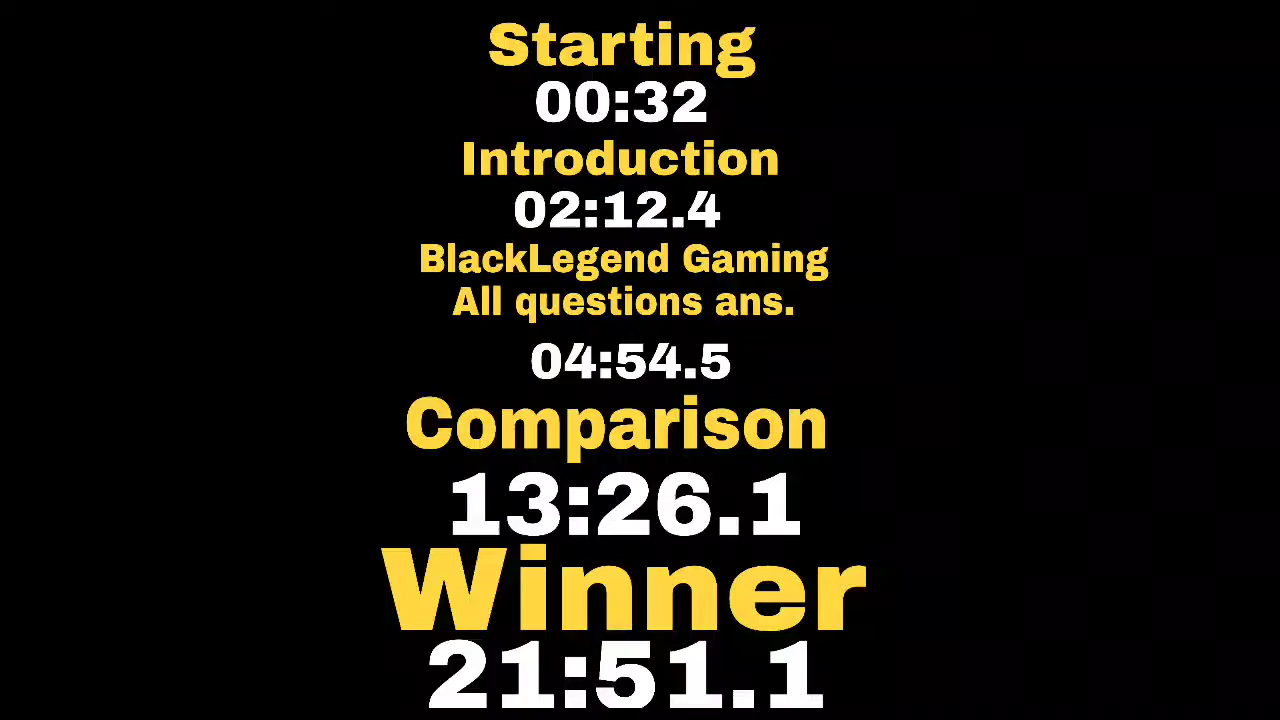 Starting
00:32
Introduction
02:12.4
BlackLegend Gaming
All questions ans.
04:54.5
Comparison
13:26.1
Winner
21:51.1